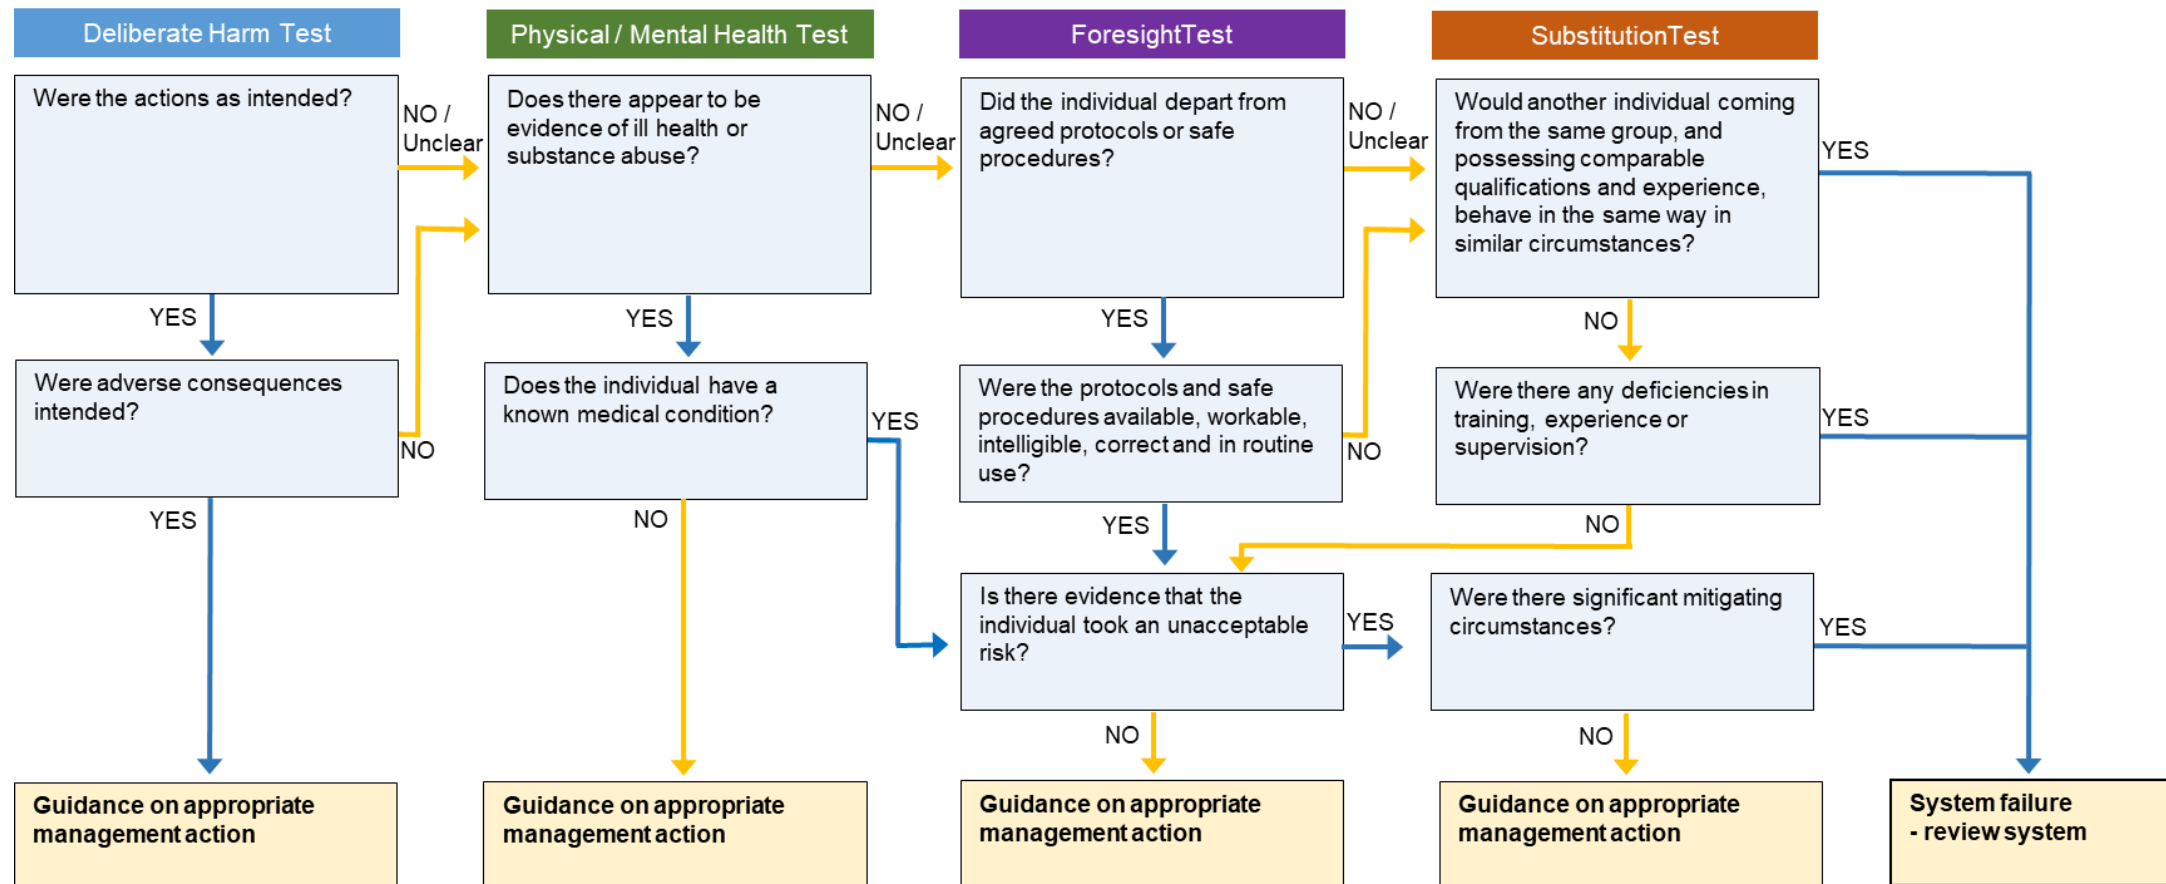 Deliberate Harm Test
Physical / Mental Health Test
ForesightTest
SubstitutionTest
Were the actions as intended?
NO /
Unclear
Does there appear to be
evidence of ill health or
substance abuse?
NO /
Unclear
Did the individual depart from
agreed protocols or safe
procedures?
NO /
Unclear
Would another individual coming
from the same group, and
possessing comparable
qualifications and experience,
behave in the same way in
similar circumstances?
YES
YES
YES
YES
NO
Were adverse consequences
intended?
NO
Does the individual have a
known medical condition?
YES
Were the protocols and safe
procedures available, workable,
intelligible, correct and in routine
use?
NO
Were there any deficiencies in
training, experience or
supervision?
YES
YES
NO
YES
NO
Is there evidence that the
individual took an unacceptable
risk?
YES
Were there significant mitigating
circumstances?
YES
NO
NO
Guidance on appropriate
management action
Guidance on appropriate
management action
Guidance on appropriate
management action
Guidance on appropriate
management action
System failure
- review system